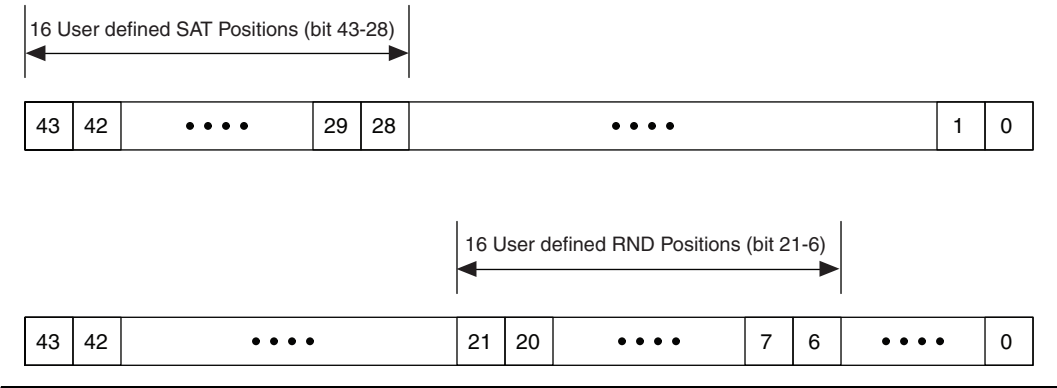 16 User defined SAT Positions (bit 43-28)
43 42 •••• 29 28 •••• 1 0
16 User defined RND Positions (bit 21-6)
43 42 •••• 21 20 •••• 7 6 •••• 0